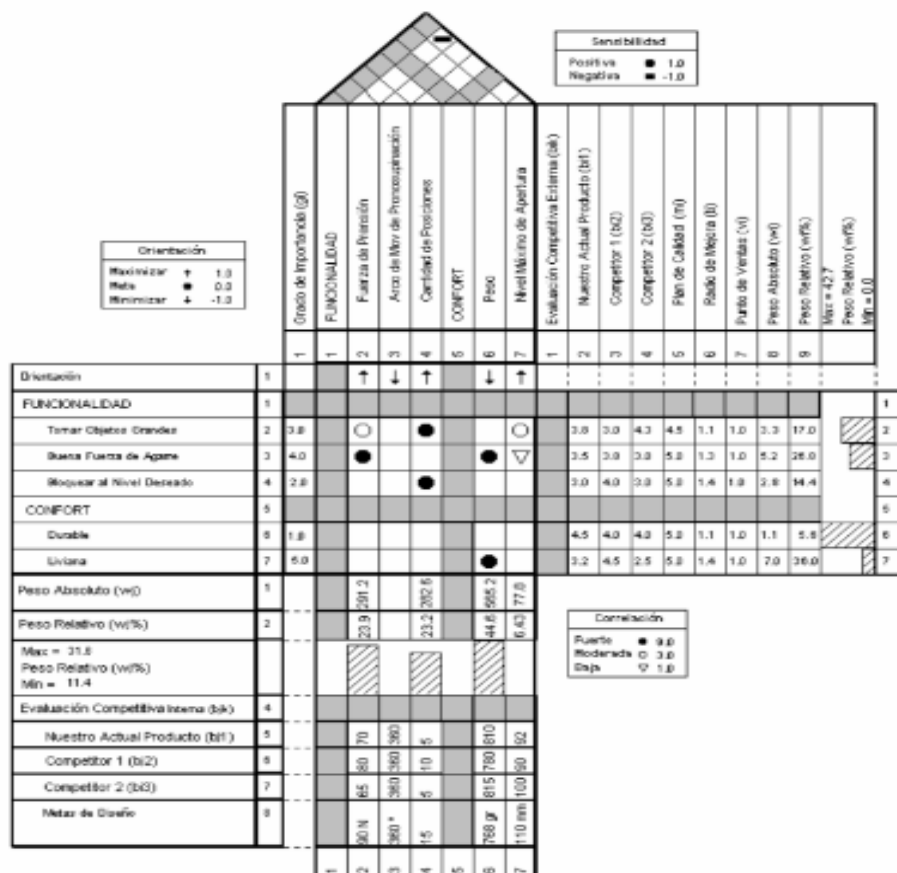 Sensibilidad
Positiva ● 1.0
Negativa ▬ -1.0
Orientación
Maximizar ↑ 1.0
Meta ● 0.0
Minimizar ↓ -1.0
Grado de Importancia (gi)
FUNCIONALIDAD
Fuerza de Prensión
Arco de Mov de Pronosupinación
Cantidad de Posiciones
CONFORT
Peso
Nivel Máximo de Apertura
Evaluación Competitiva Externa (bik)
Nuestro Actual Producto (bi1)
Competitor 1 (bi2)
Competitor 2 (bi3)
Plan de Calidad (mi)
Radio de Mejora (ri)
Punto de Ventas (vi)
Peso Absoluto (wi)
Peso Relativo (wi%)
Max = 42.7
Peso Relativo (wi%)
Min = 0.0
1 1 2 3 4 5 6 7 1 2 3 4 5 6 7 8 9
Orientación 1 ↑ ↓ ↑ ↓ ↑
FUNCIONALIDAD 1 1
Tomar Objetos Grandes 2 3.0 ○ ● ○ 3.8 3.0 4.3 4.5 1.1 1.0 3.3 17.0 2
Buena Fuerza de Agarre 3 4.0 ● ● ▽ 3.5 3.0 3.0 5.0 1.3 1.0 5.2 26.8 3
Bloquear al Nivel Deseado 4 2.0 ● 3.0 4.0 3.0 5.0 1.4 1.0 2.8 14.4 4
CONFORT 5 5
Durable 6 1.0 4.5 4.0 4.0 5.0 1.1 1.0 1.1 5.8 6
Liviana 7 5.0 ● 3.2 4.5 2.5 5.0 1.4 1.0 7.0 36.0 7
Peso Absoluto (wj) 1 291.2 282.6 565.2 77.8
Peso Relativo (wj%) 2 23.9 23.2 44.6 6.43
Max = 31.8
Peso Relativo (wj%)
Min = 11.4
Evaluación Competitiva Interna (bjk) 4
Nuestro Actual Producto (bj1) 5 70 360 5 810 92
Competitor 1 (bj2) 6 80 360 10 780 90
Competitor 2 (bj3) 7 65 360 5 815 100
Metas de Diseño 8 90 N 360 ° 15 768 gr 110 mm
1 2 3 4 5 6 7
Correlación
Fuerte ● 9.0
Moderada ○ 3.0
Baja ▽ 1.0